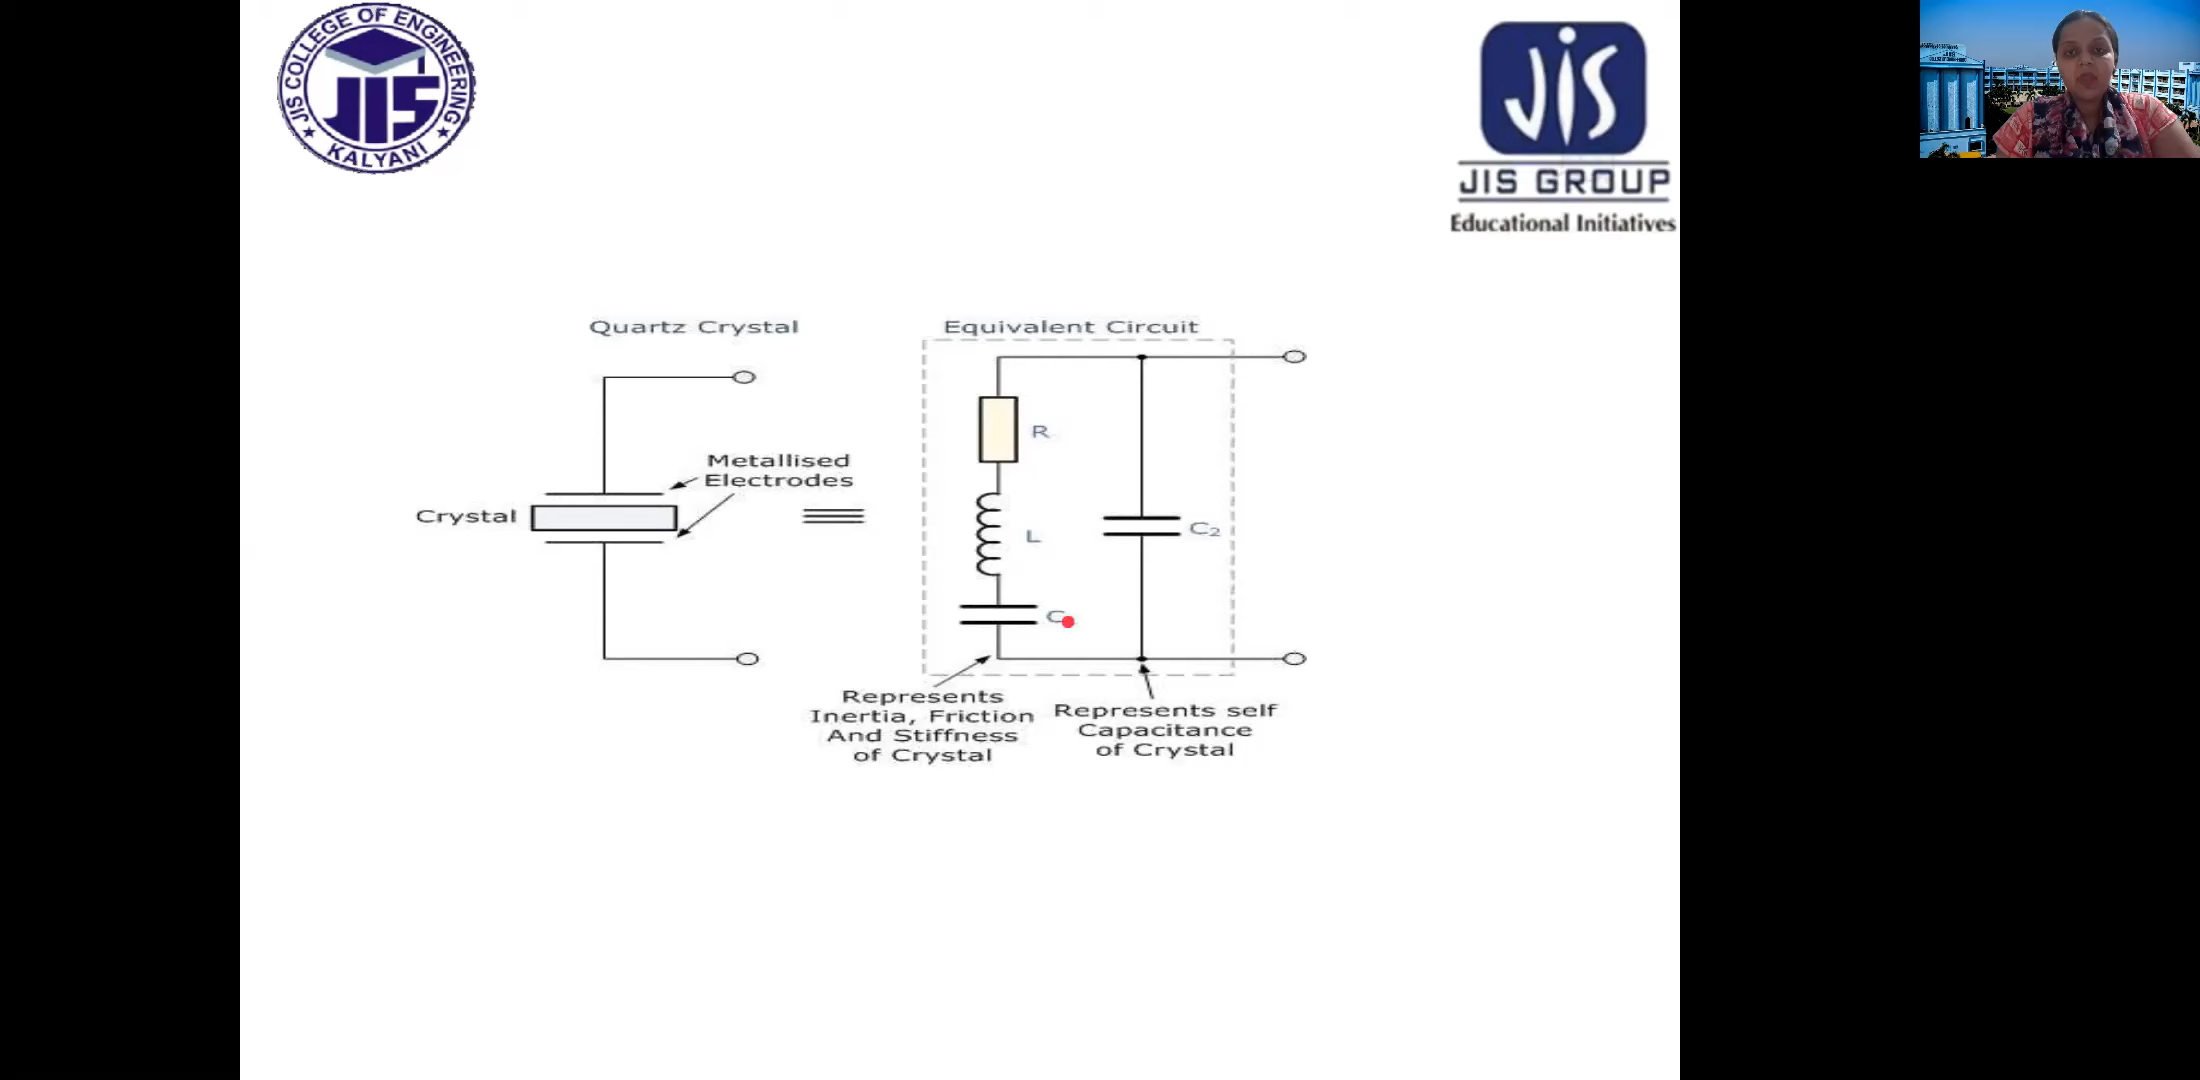 JIS COLLEGE OF ENGINEERING
JIS
KALYANI
JIS
JIS GROUP
Educational Initiatives
Quartz Crystal
Equivalent Circuit
R
Metallised
Electrodes
Crystal
L
C₂
C
Represents
Inertia, Friction
And Stiffness
of Crystal
Represents self
Capacitance
of Crystal